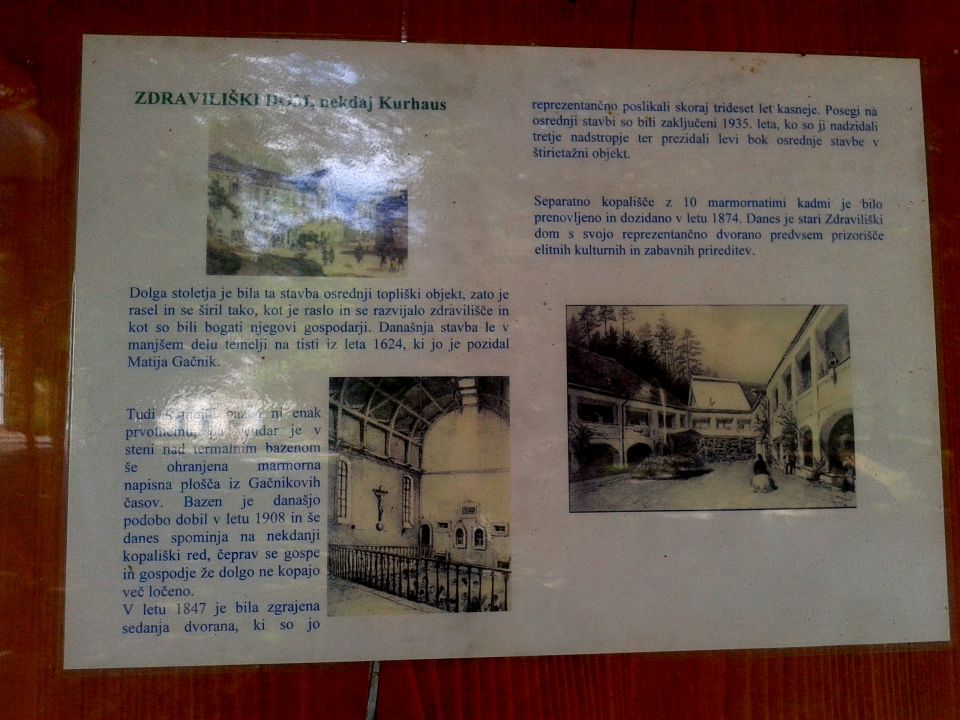 ZDRAVILIŠKI DOM, nekdaj Kurhaus
Dolga stoletja je bila ta stavba osrednji topliški objekt, zato je
rasel in se širil tako, kot je raslo in se razvijalo zdravilišče in
kot so bili bogati njegovi gospodarji. Današnja stavba le v
manjšem delu temelji na tisti iz leta 1624, ki jo je pozidal
Matija Gačnik.
Tudi bazen ni enak
prvotnemu, je v
steni nad termalnim bazenom
še ohranjena marmorna
napisna plošča iz Gačnikovih
časov. Bazen je današjo
podobo dobil v letu 1908 in še
danes spominja na nekdanji
kopališki red, čeprav se gospe
in gospodje že dolgo ne kopajo
več ločeno.
V letu 1847 je bila zgrajena
sedanja dvorana, ki so jo
reprezentančno poslikali skoraj trideset let kasneje. Posegi na
osrednji stavbi so bili zaključeni 1935. leta, ko so ji nadzidali
tretje nadstropje ter prezidali levi bok osrednje stavbe v
štirietažni objekt.
Separatno kopališče z 10 marmornatimi kadmi je bilo
prenovljeno in dozidano v letu 1874. Danes je stari Zdraviliški
dom s svojo reprezentančno dvorano predvsem prizorišče
elitnih kulturnih in zabavnih prireditev.